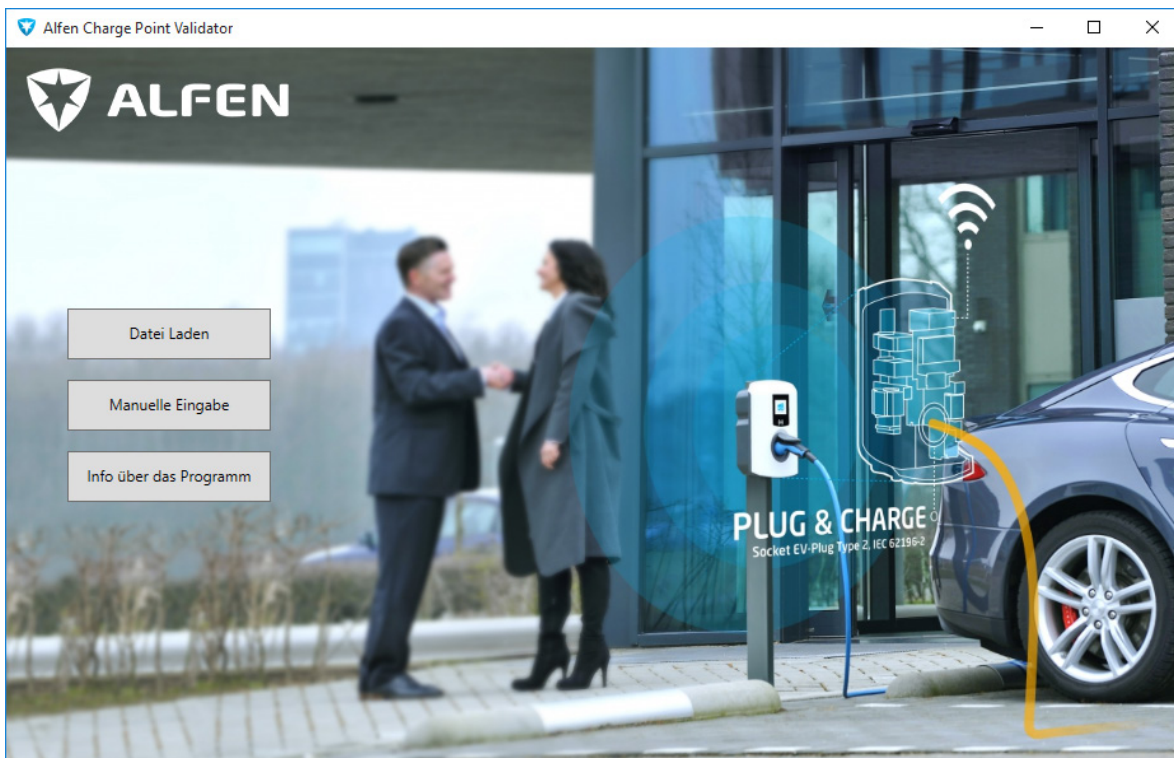 Alfen Charge Point Validator
ALFEN
Datei Laden
Manuelle Eingabe
Info über das Programm
PLUG & CHARGE
Socket EV-Plug Type 2, IEC 62196-2